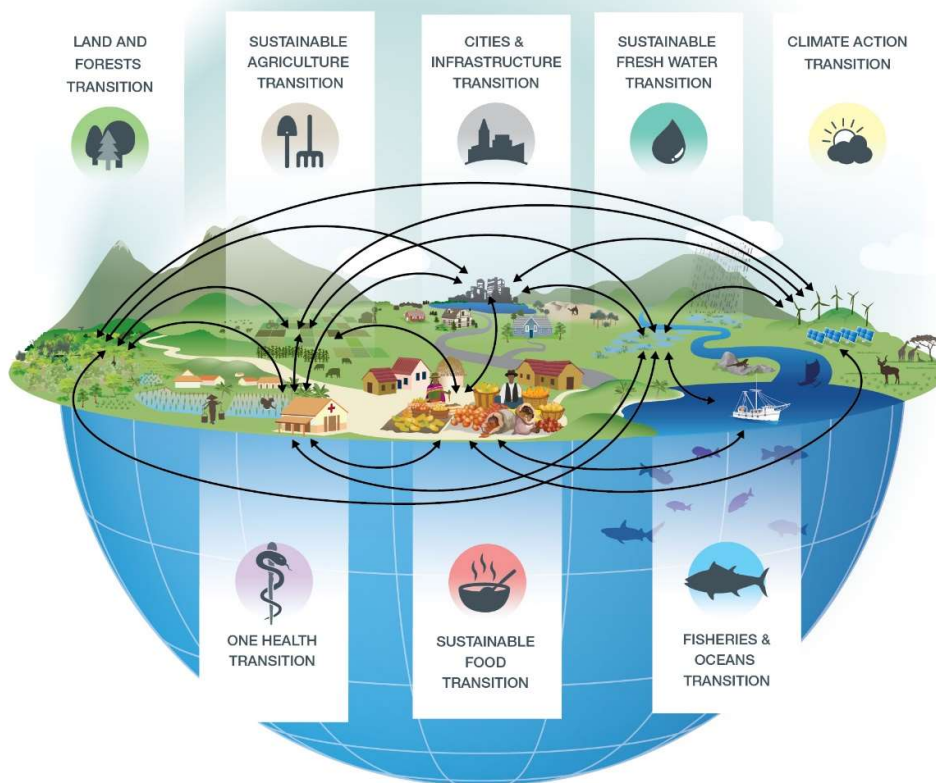 LAND AND
FORESTS
TRANSITION
SUSTAINABLE
AGRICULTURE
TRANSITION
CITIES &
INFRASTRUCTURE
TRANSITION
SUSTAINABLE
FRESH WATER
TRANSITION
CLIMATE ACTION
TRANSITION
ONE HEALTH
TRANSITION
SUSTAINABLE
FOOD
TRANSITION
FISHERIES &
OCEANS
TRANSITION